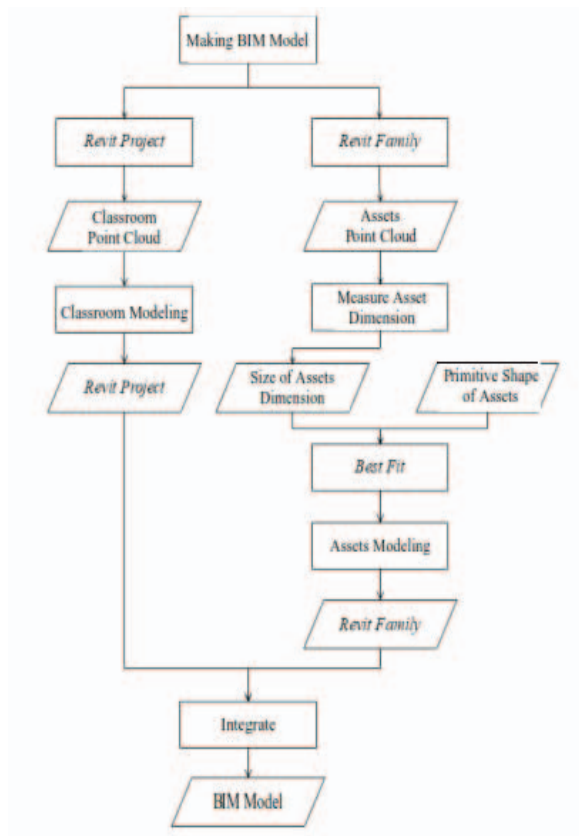 Making BIM Model
Revit Project
Revit Family
Classroom
Point Cloud
Assets
Point Cloud
Classroom Modeling
Measure Asset
Dimension
Revit Project
Size of Assets
Dimension
Primitive Shape
of Assets
Best Fit
Assets Modeling
Revit Family
Integrate
BIM Model